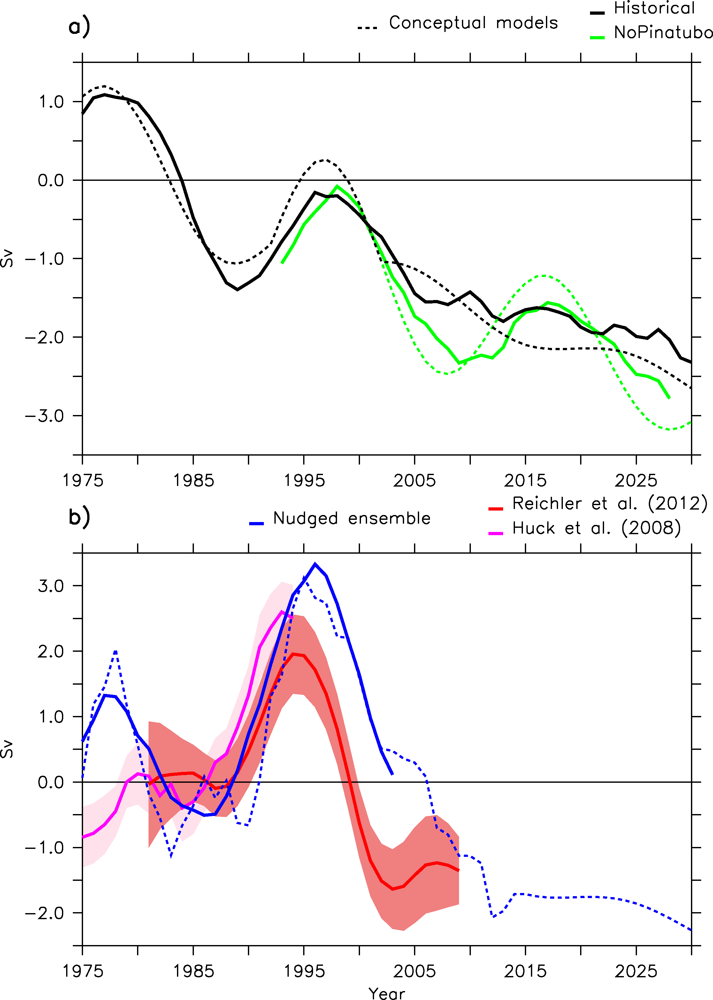 a)
Conceptual models
Historical
NoPinatubo
1.0
0.0
−1.0
−2.0
−3.0
Sv
1975 1985 1995 2005 2015 2025
b)
Nudged ensemble
Reichler et al. (2012)
Huck et al. (2008)
3.0
2.0
1.0
0.0
−1.0
−2.0
Sv
1975 1985 1995 2005 2015 2025
Year